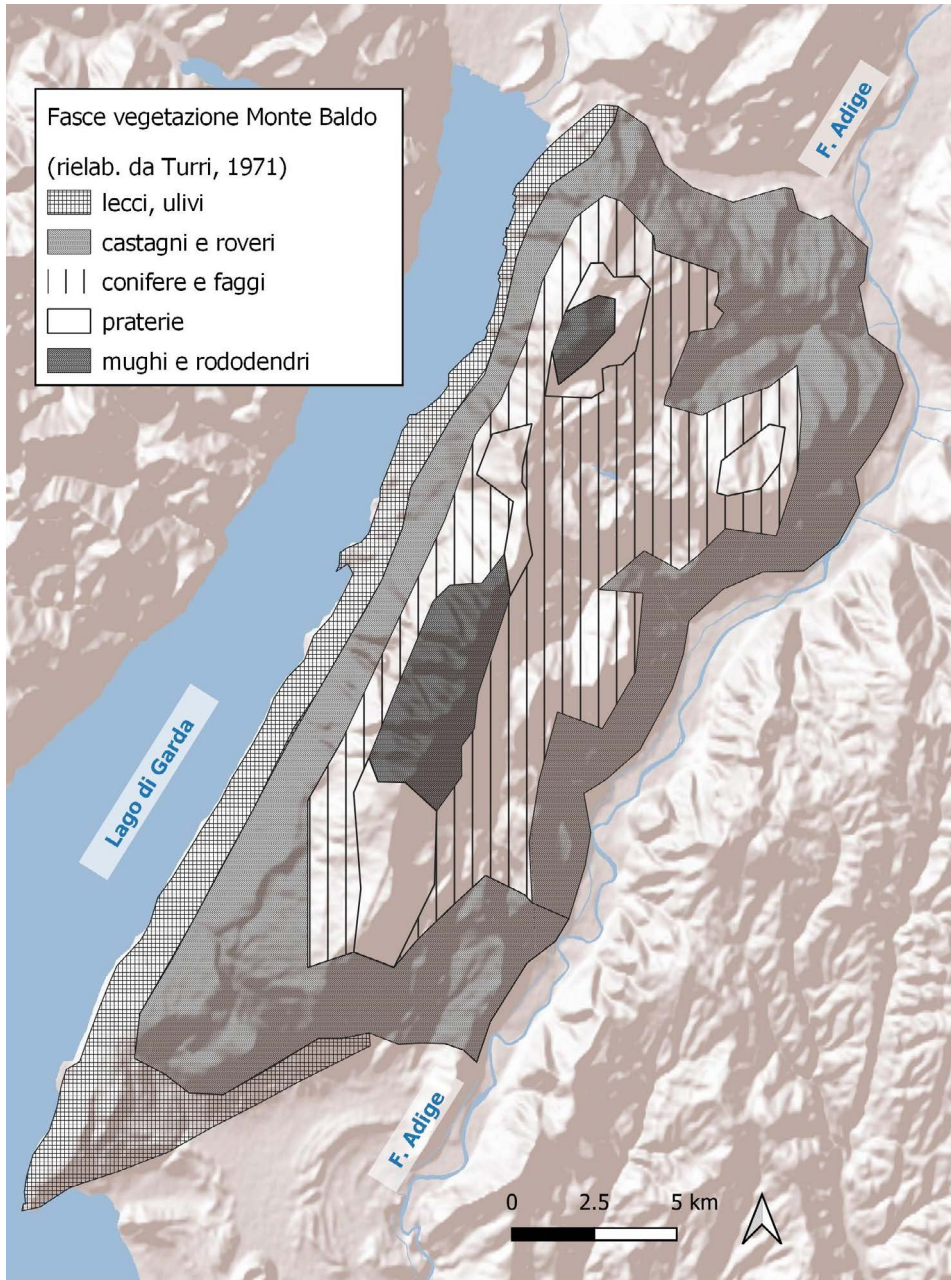 Fasce vegetazione Monte Baldo
(rielab. da Turri, 1971)
lecci, ulivi
castagni e roveri
conifere e faggi
praterie
mughi e rododendri
F. Adige
Lago di Garda
F. Adige
0 2.5 5 km